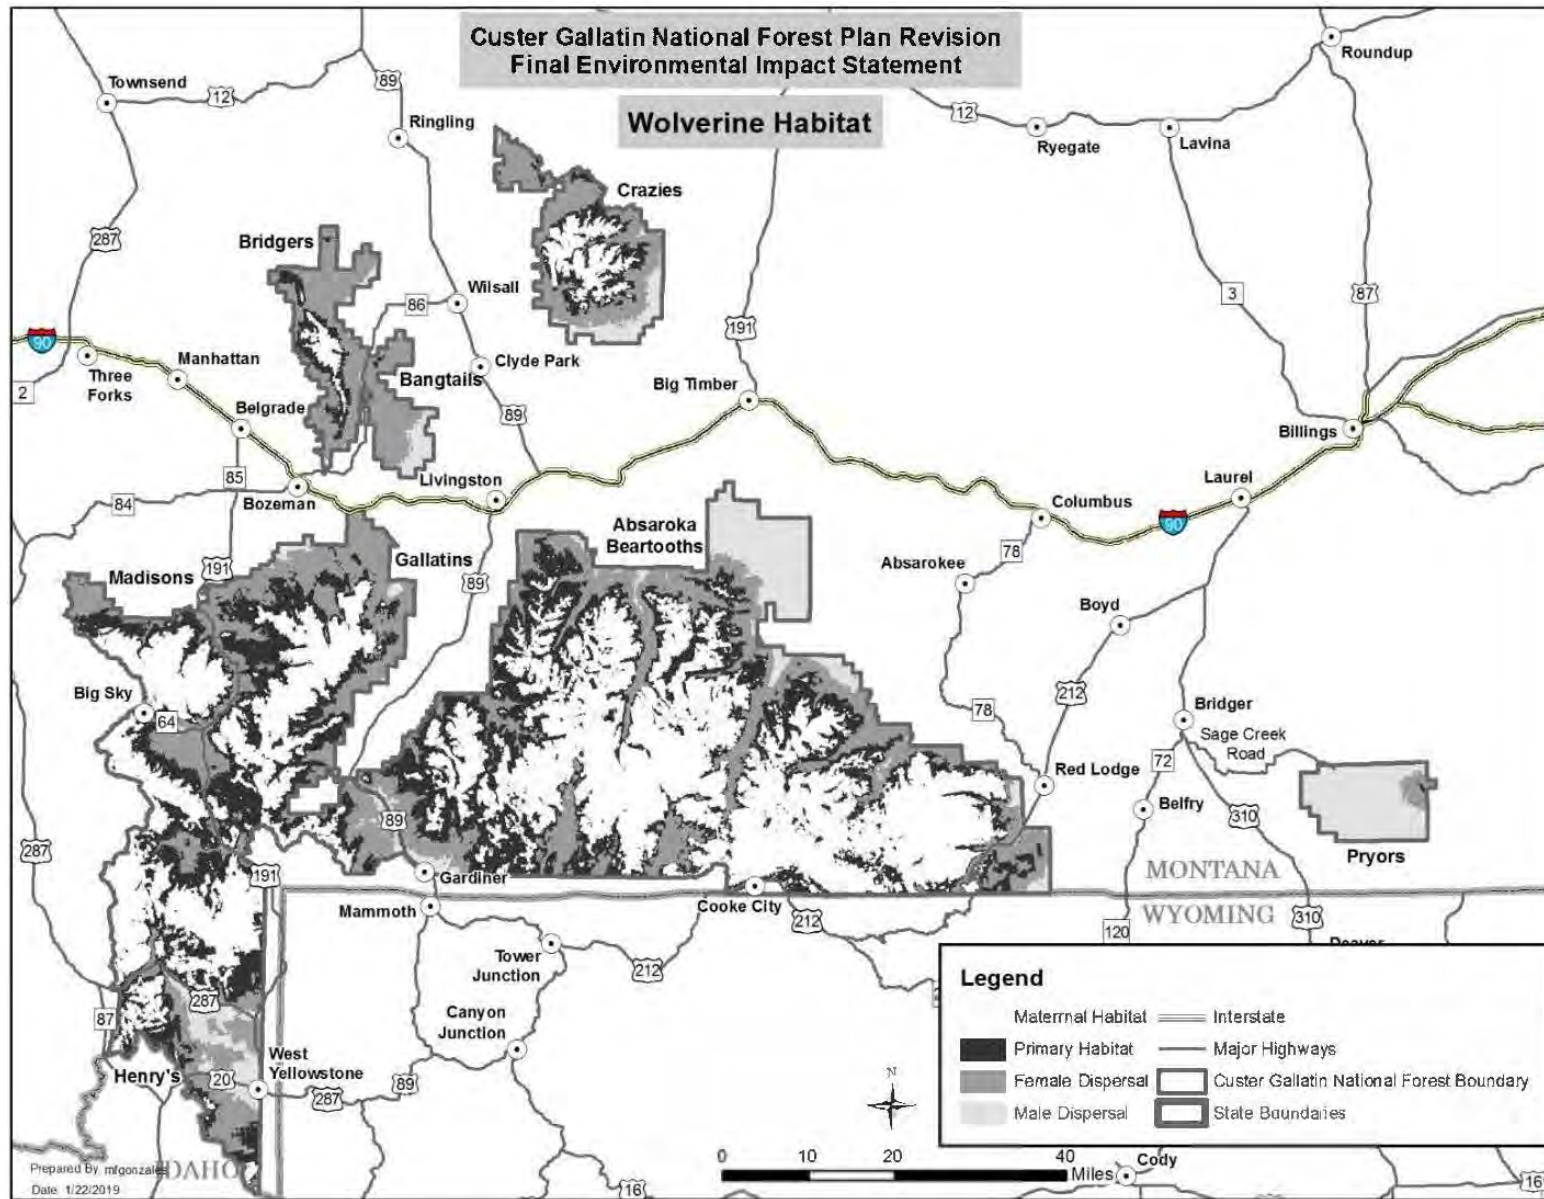 Custer Gallatin National Forest Plan Revision
Final Environmental Impact Statement
Wolverine Habitat
Townsend
12
89
Ringling
Roundup
12
Ryegate
Lavina
Crazies
287
Bridgers
Wilsall
86
3
87
191
90
Manhattan
Three
Forks
2
Clyde Park
Bangtails
Big Timber
Belgrade
89
Billings
85
Livingston
Laurel
84
Bozeman
Columbus
90
Absaroka
Beartooths
78
Gallatins
Absarokee
Madisons
191
89
Boyd
Big Sky
64
212
78
Bridger
Sage Creek
Road
72
Red Lodge
Belfry
310
89
287
Pryors
191
Gardiner
MONTANA
Mammoth
Cooke City
WYOMING
212
310
120
Deaver
Tower
Junction
212
287
87
Canyon
Junction
West
Yellowstone
Henry's
20
89
287
N
Legend
Maternal Habitat
Interstate
Primary Habitat
Major Highways
Female Dispersal
Custer Gallatin National Forest Boundary
Male Dispersal
State Boundaries
0
10
20
40
Miles
Cody
16
16
Prepared By mfgonzales
IDAHO
Date 1/22/2019